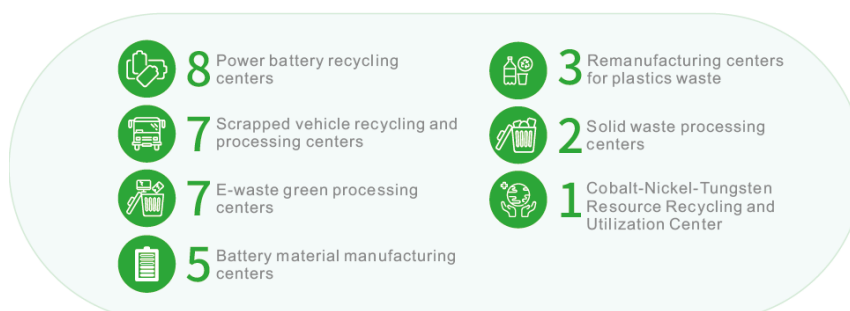 8 Power battery recycling
centers
7 Scrapped vehicle recycling and
processing centers
7 E-waste green processing
centers
5 Battery material manufacturing
centers
3 Remanufacturing centers
for plastics waste
2 Solid waste processing
centers
1 Cobalt-Nickel-Tungsten
Resource Recycling and
Utilization Center